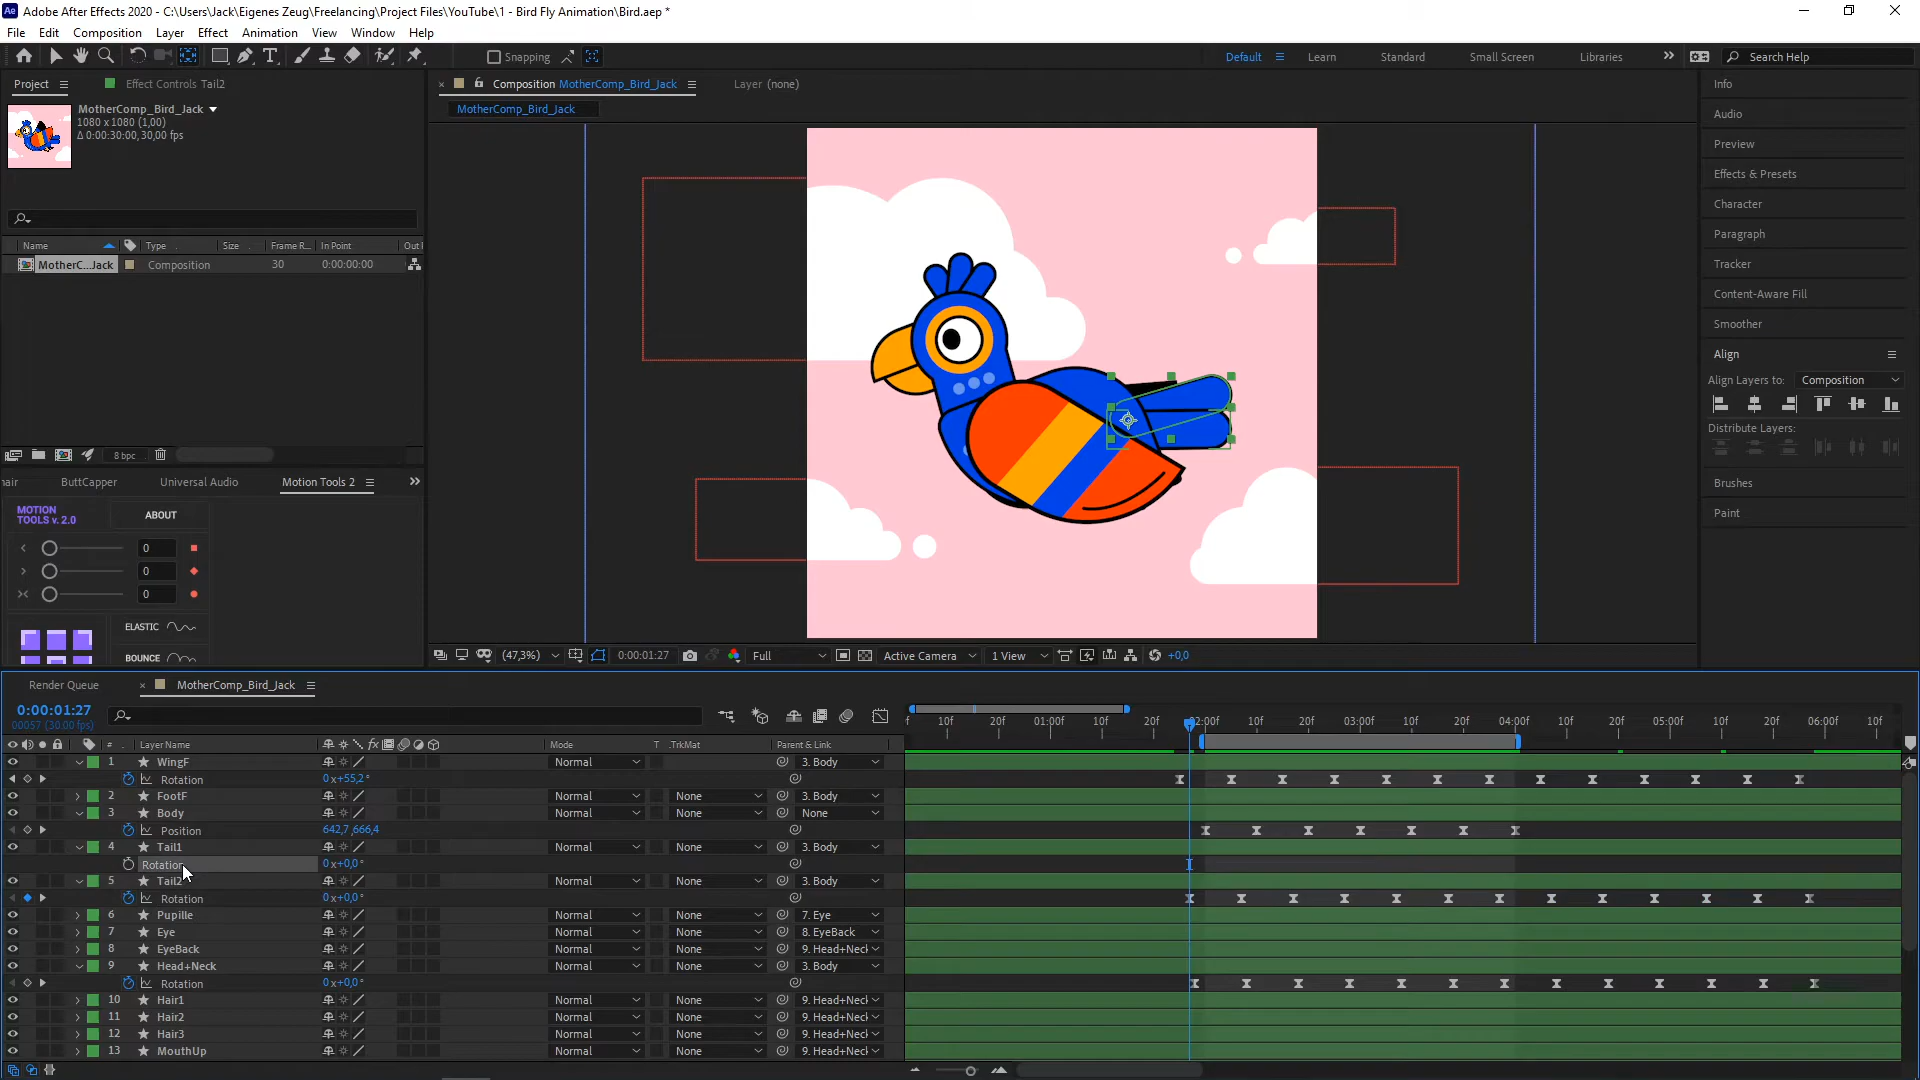 Adobe After Effects 2020 - C:\Users\Jack\Eigenes Zeug\Freelancing\Project Files\YouTube\1 - Bird Fly Animation\Bird.aep *
File Edit Composition Layer Effect Animation View Window Help
Snapping Default Learn Standard Small Screen Libraries Search Help
Project Effect Controls Tail2 Composition MotherComp_Bird_Jack Layer (none)
MotherComp_Bird_Jack
1080 x 1080 (1,00)
Δ 0:00:30:00, 30,00 fps
MotherComp_Bird_Jack
Name Type Size Frame R... In Point Out
MotherC...Jack Composition 30 0:00:00:00
8 bpc
hair ButtCapper Universal Audio Motion Tools 2
MOTION
TOOLS v. 2.0 ABOUT
0
0
0
ELASTIC
BOUNCE
(47,3%) 0:00:01:27 Full Active Camera 1 View +0,0
Info
Audio
Preview
Effects & Presets
Character
Paragraph
Tracker
Content-Aware Fill
Smoother
Align
Align Layers to: Composition
Distribute Layers:
Brushes
Paint
Render Queue MotherComp_Bird_Jack
0:00:01:27
00057 (30.00 fps)
f 10f 20f 01:00f 10f 20f 02:00f 10f 20f 03:00f 10f 20f 04:00f 10f 20f 05:00f 10f 20f 06:00f 10f
# Layer Name Mode T .TrkMat Parent & Link
1 WingF Normal 3. Body
Rotation 0x+55,2°
2 FootF Normal None 3. Body
3 Body Normal None None
Position 642,7,666,4
4 Tail1 Normal None 3. Body
Rotation 0x+0,0°
5 Tail2 Normal None 3. Body
Rotation 0x+0,0°
6 Pupille Normal None 7. Eye
7 Eye Normal None 8. EyeBack
8 EyeBack Normal None 9. Head+Neck
9 Head+Neck Normal None 3. Body
Rotation 0x+0,0°
10 Hair1 Normal None 9. Head+Neck
11 Hair2 Normal None 9. Head+Neck
12 Hair3 Normal None 9. Head+Neck
13 MouthUp Normal None 9. Head+Neck